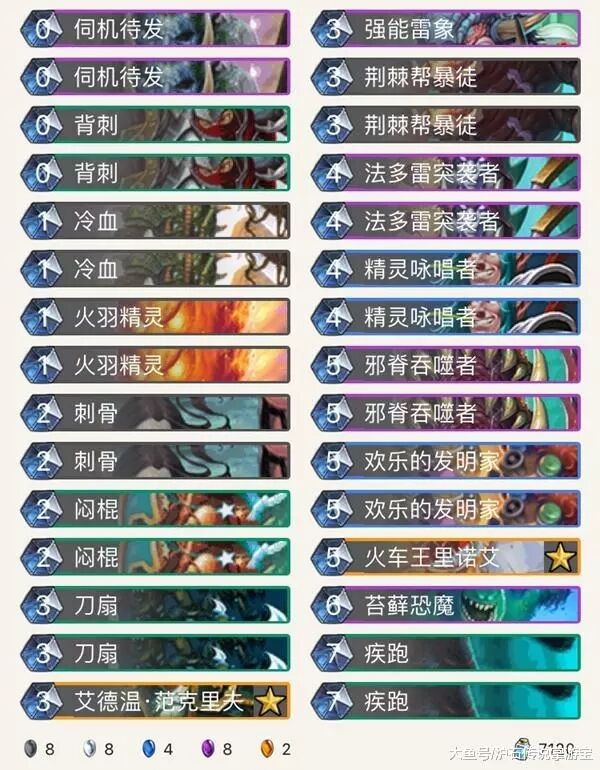 0 伺机待发
0 伺机待发
0 背刺
0 背刺
1 冷血
1 冷血
1 火羽精灵
1 火羽精灵
2 刺骨
2 刺骨
2 闷棍
2 闷棍
3 刀扇
3 刀扇
3 艾德温·范克里夫
8 8 4 8 2
3 强能雷象
3 荆棘帮暴徒
3 荆棘帮暴徒
4 法多雷突袭者
4 法多雷突袭者
4 精灵咏唱者
4 精灵咏唱者
5 邪脊吞噬者
5 邪脊吞噬者
5 欢乐的发明家
5 欢乐的发明家
5 火车王里诺艾
6 苔藓恐魔
7 疾跑
7 疾跑
大鱼号/炉石传说掌游宝